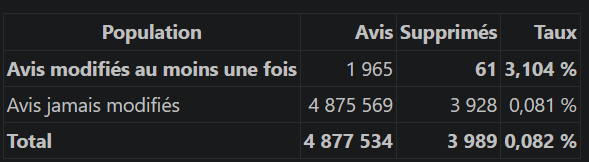 Population Avis Supprimés Taux
Avis modifiés au moins une fois 1 965 61 3,104 %
Avis jamais modifiés 4 875 569 3 928 0,081 %
Total 4 877 534 3 989 0,082 %